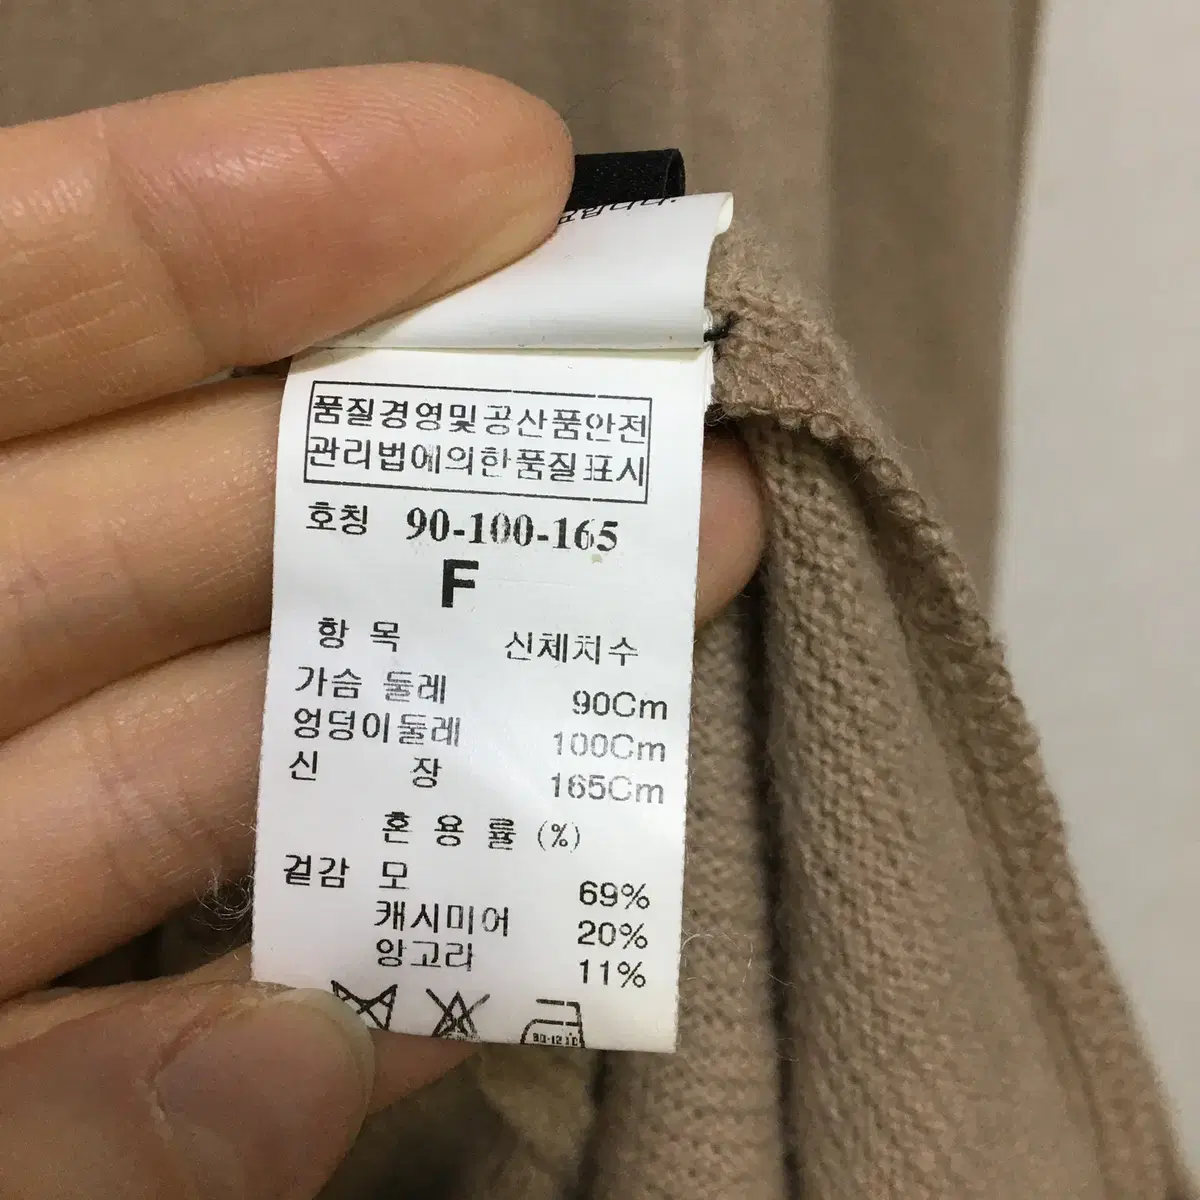 품질경영및공산품안전
관리법에의한품질표시
호칭 90-100-165
F
항 목 신체치수
가슴 둘레 90Cm
엉덩이둘레 100Cm
신 장 165Cm
혼 용 률 (%)
겉감 모 69%
캐시미어 20%
앙고라 11%